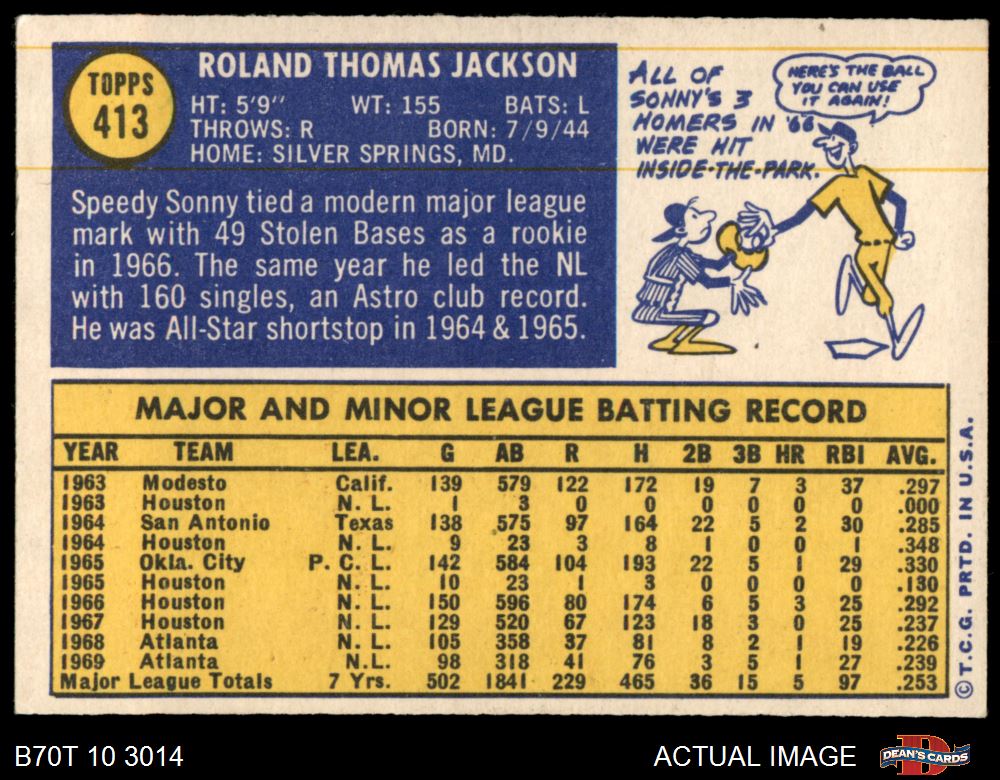 TOPPS
413
ROLAND THOMAS JACKSON
HT: 5'9" WT: 155 BATS: L
THROWS: R BORN: 7/9/44
HOME: SILVER SPRINGS, MD.
Speedy Sonny tied a modern major league
mark with 49 Stolen Bases as a rookie
in 1966. The same year he led the NL
with 160 singles, an Astro club record.
He was All-Star shortstop in 1964 & 1965.
ALL OF
SONNY'S 3
HOMERS IN '66
WERE HIT
INSIDE-THE-PARK.
HERE'S THE BALL
YOU CAN USE
IT AGAIN!
MAJOR AND MINOR LEAGUE BATTING RECORD
YEAR TEAM LEA. G AB R H 2B 3B HR RBI AVG.
1963 Modesto Calif. 139 579 122 172 19 7 3 37 .297
1963 Houston N. L. 1 3 0 0 0 0 0 0 .000
1964 San Antonio Texas 138 575 97 164 22 5 2 30 .285
1964 Houston N. L. 9 23 3 8 1 0 0 1 .348
1965 Okla. City P. C. L. 142 584 104 193 22 5 1 29 .330
1965 Houston N. L. 10 23 1 3 0 0 0 0 .130
1966 Houston N. L. 150 596 80 174 6 5 3 25 .292
1967 Houston N. L. 129 520 67 123 18 3 0 25 .237
1968 Atlanta N. L. 105 358 37 81 8 2 1 19 .226
1969 Atlanta N.L. 98 318 41 76 3 5 1 27 .239
Major League Totals 7 Yrs. 502 1841 229 465 36 15 5 97 .253
© T.C.G. PRTD. IN U.S.A.
B70T 10 3014
ACTUAL IMAGE
D
DEAN'S CARDS